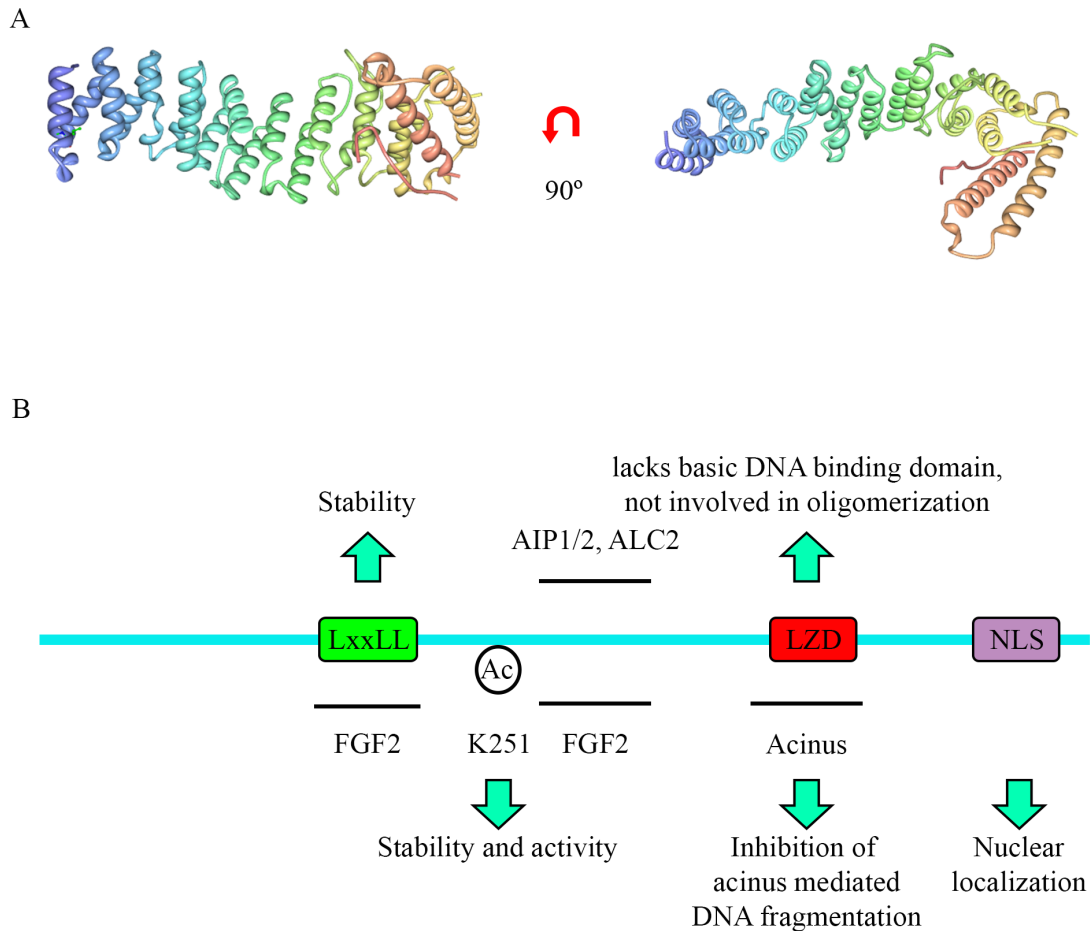 A
90º
B
lacks basic DNA binding domain,
not involved in oligomerization
Stability
AIP1/2, ALC2
LxxLL
LZD
NLS
Ac
FGF2
K251
FGF2
Acinus
Stability and activity
Inhibition of
acinus mediated
DNA fragmentation
Nuclear
localization